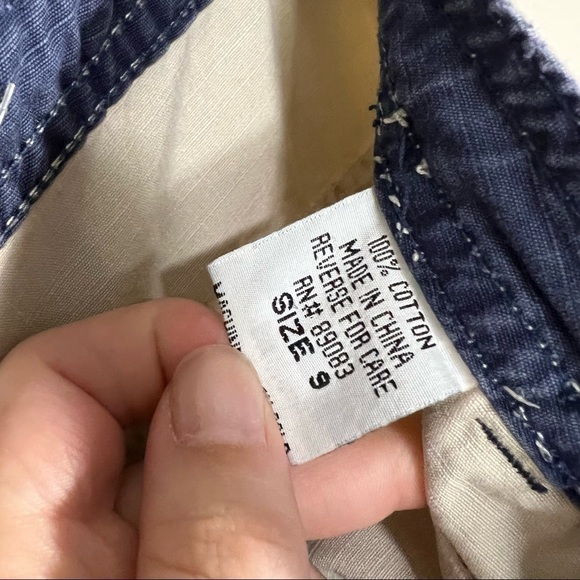 100% COTTON
MADE IN CHINA
REVERSE FOR CARE
RN# 89083
SIZE 9